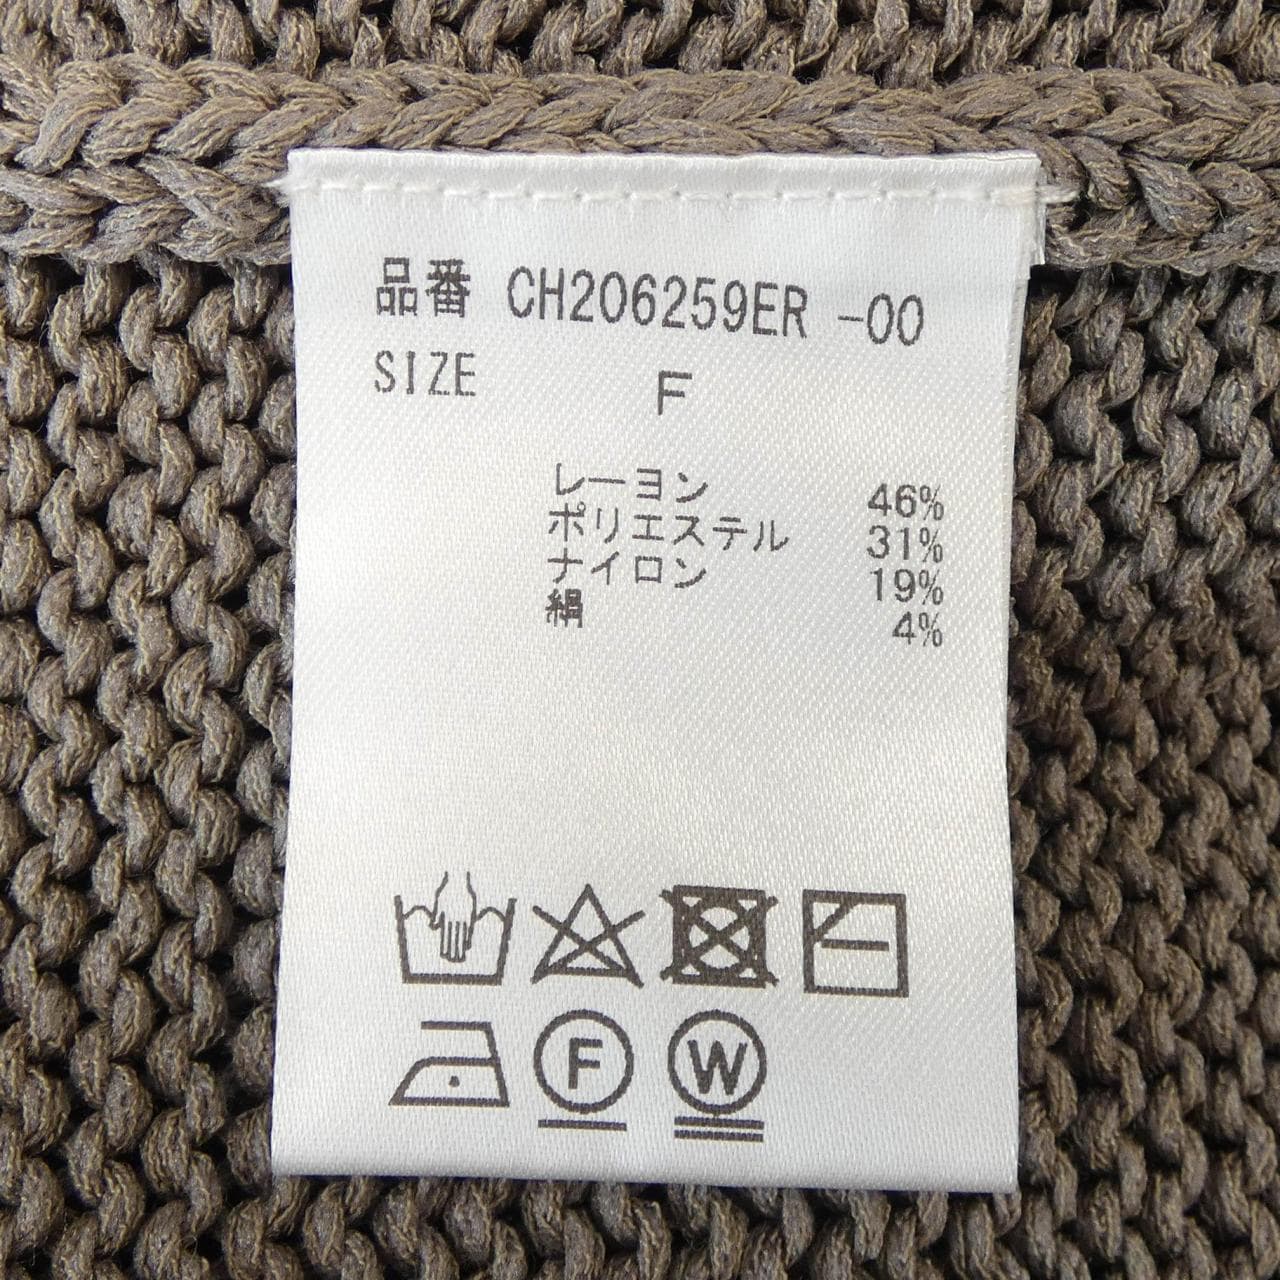 品番 CH206259ER -00
SIZE F
レーヨン 46%
ポリエステル 31%
ナイロン 19%
絹 4%
F W